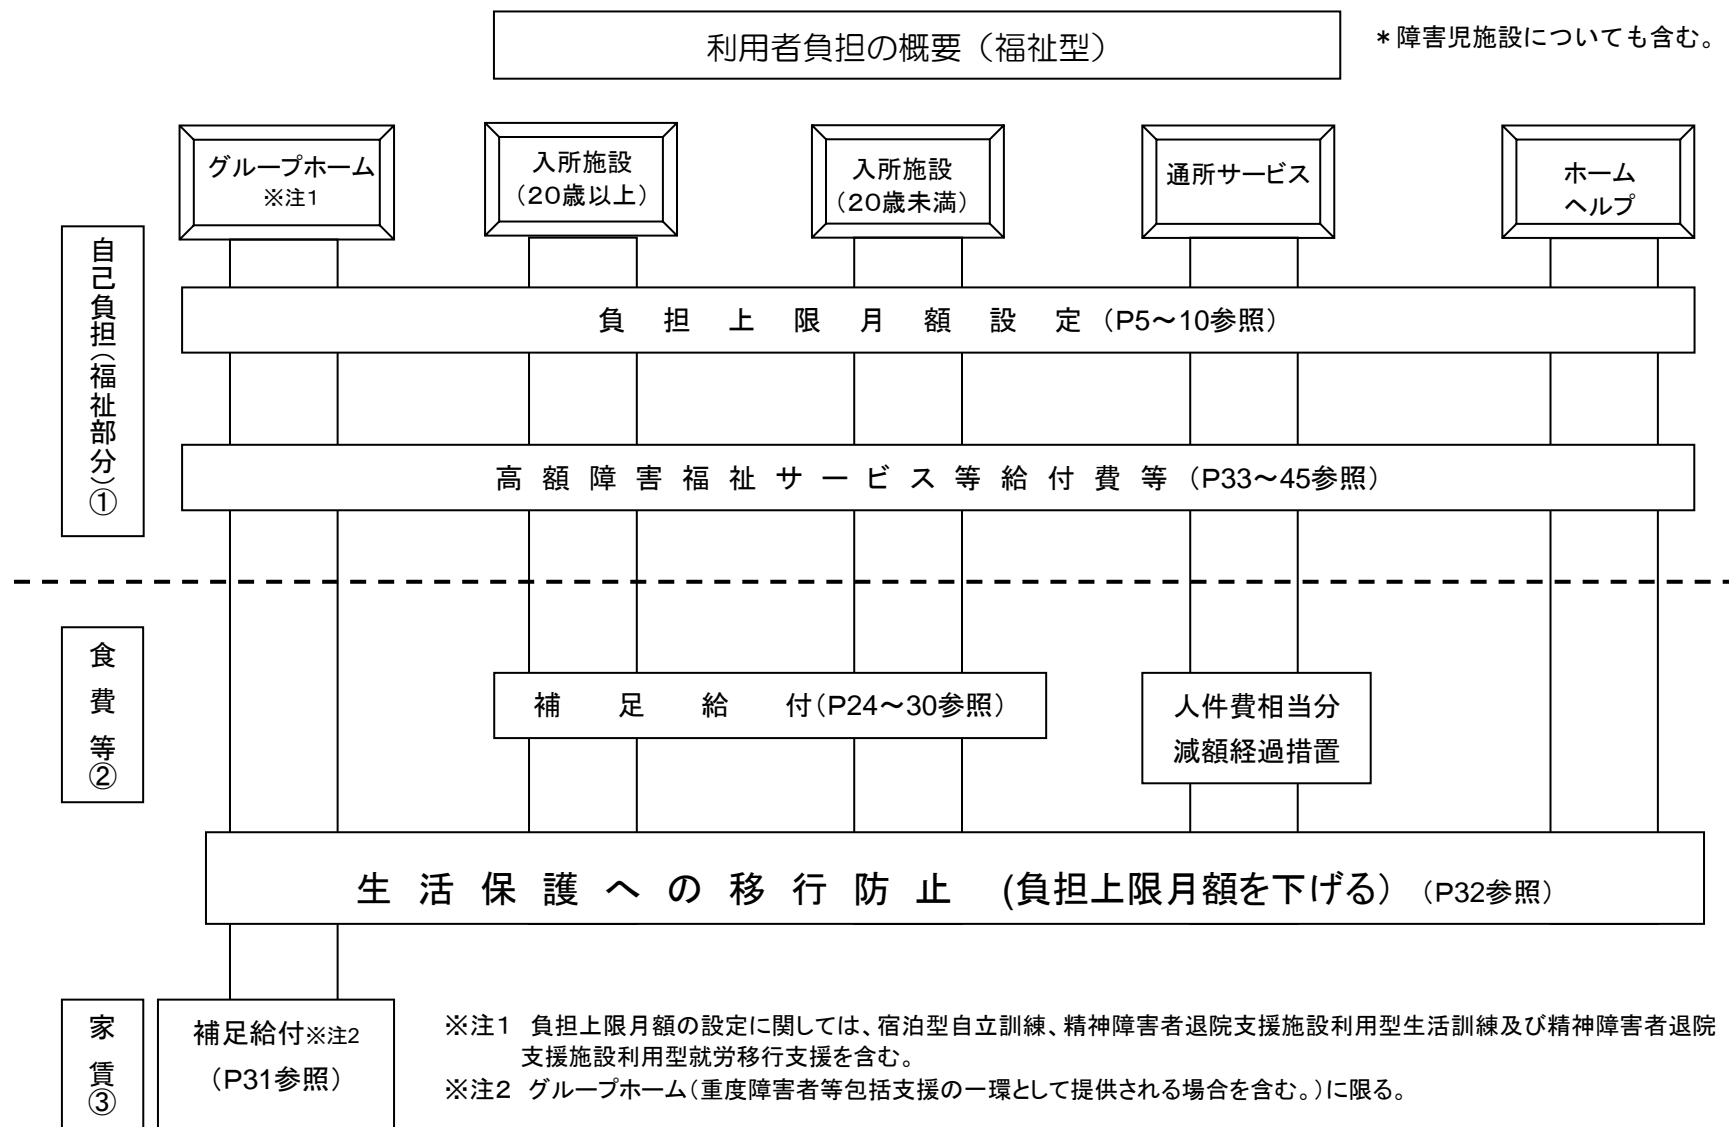 利用者負担の概要（福祉型）
＊障害児施設についても含む。
グループホーム
※注1
入所施設
（20歳以上）
入所施設
（20歳未満）
通所サービス
ホーム
ヘルプ
自己負担（福祉部分）①
負担上限月額設定（P5～10参照）
高額障害福祉サービス等給付費等（P33～45参照）
食費等②
補足給付（P24～30参照）
人件費相当分
減額経過措置
生活保護への移行防止 (負担上限月額を下げる）（P32参照）
家賃③
補足給付※注2
（P31参照）
※注1 負担上限月額の設定に関しては、宿泊型自立訓練、精神障害者退院支援施設利用型生活訓練及び精神障害者退院
支援施設利用型就労移行支援を含む。
※注2 グループホーム（重度障害者等包括支援の一環として提供される場合を含む。）に限る。